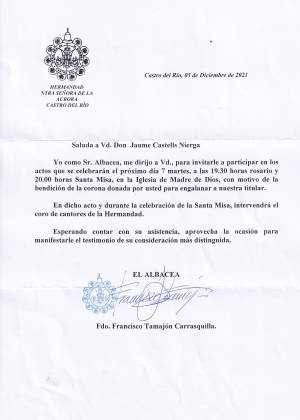 HERMANDAD
NTRA SEÑORA DE LA
AURORA
CASTRO DEL RÍO
Castro del Río, 05 de Diciembre de 2021
Saluda a Vd. Don Jaume Castells Nierga
Yo como Sr. Albacea, me dirijo a Vd., para invitarle a participar en los
actos que se celebrarán el próximo día 7 martes, a las 19.30 horas rosario y
20.00 horas Santa Misa, en la Iglesia de Madre de Dios, con motivo de la
bendición de la corona donada por usted para engalanar a nuestra titular.
En dicho acto y durante la celebración de la Santa Misa, intervendrá el
coro de cantores de la Hermandad.
Esperando contar con su asistencia, aprovecha la ocasión para
manifestarle el testimonio de su consideración más distinguida.
EL ALBACEA
Fdo. Francisco Tamajón Carrasquilla.